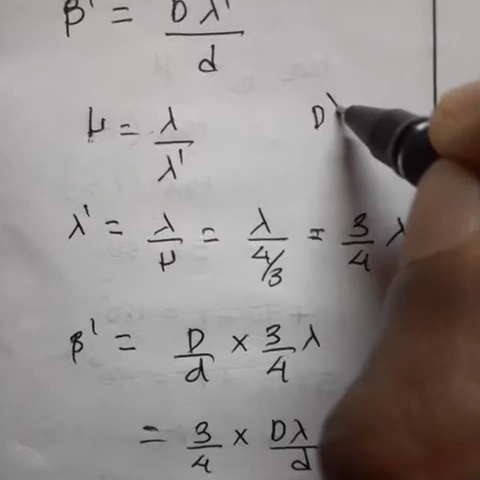 β' = Dλ'/d
μ = λ/λ'
D
λ' = λ/μ = λ/4/3 = 3/4 λ
β' = D/d × 3/4 λ
= 3/4 × Dλ/d